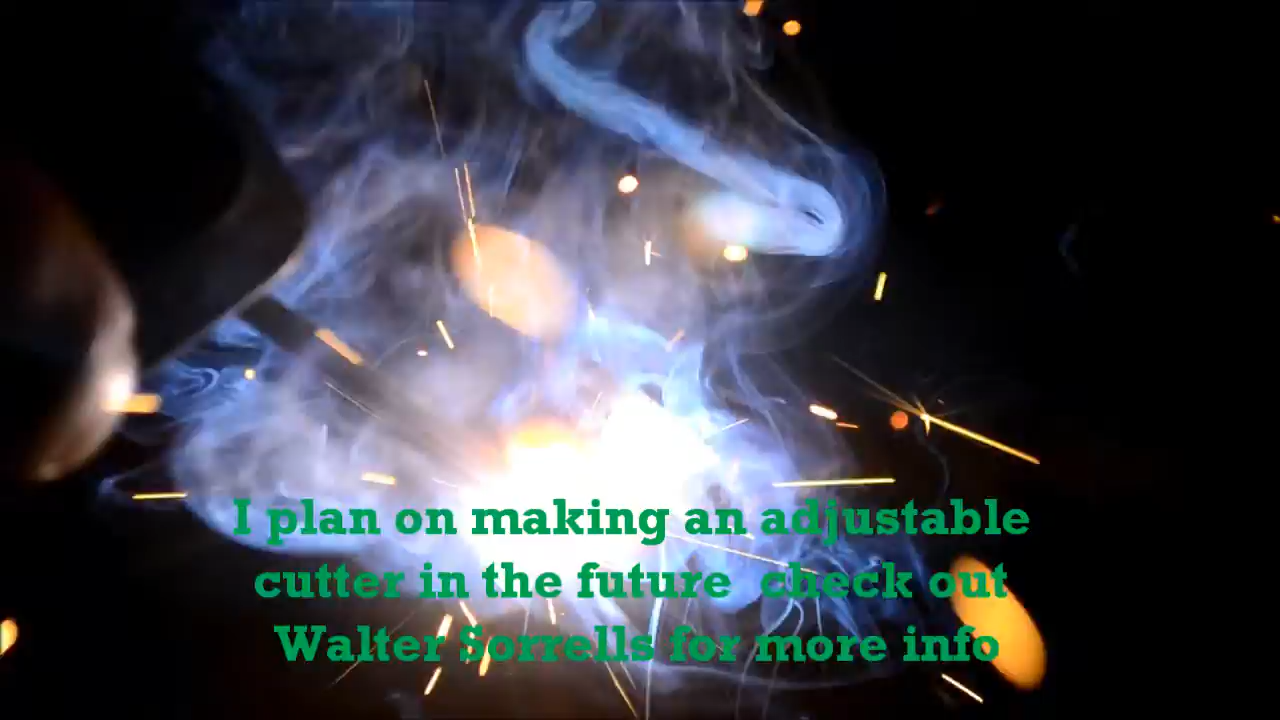 I plan on making an adjustable
cutter in the future  check out
Walter Sorrells for more info